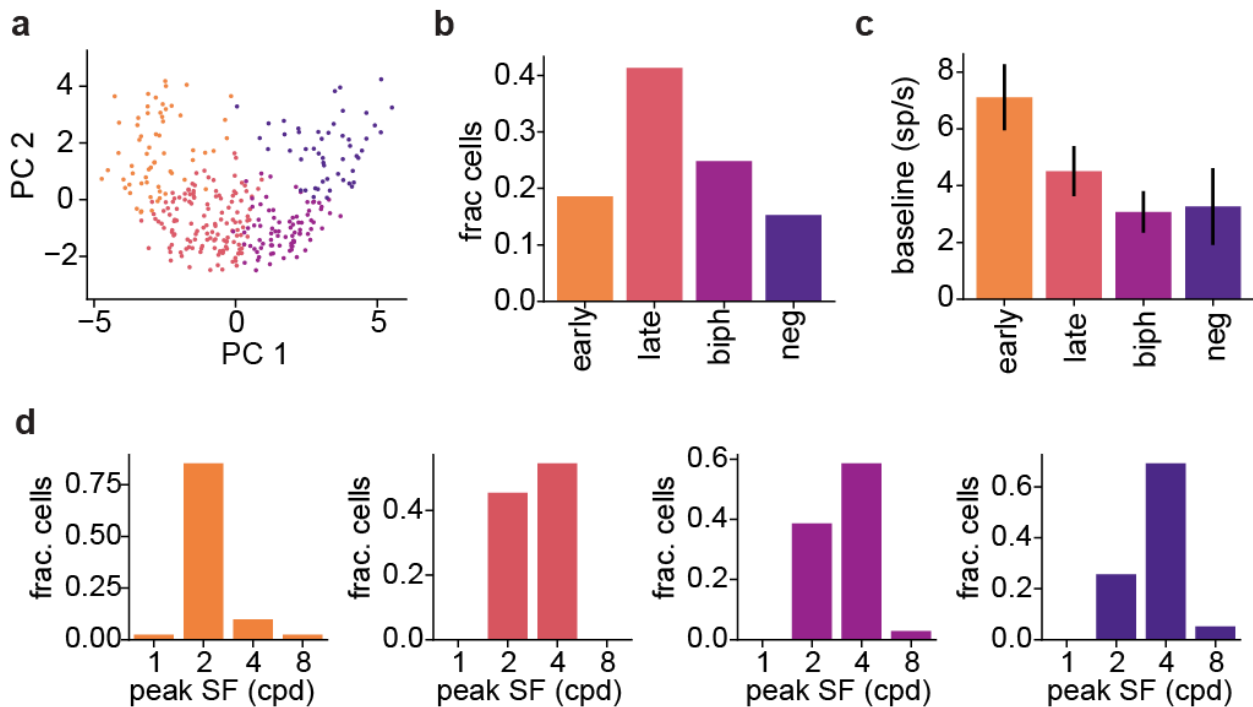 a
4
2
0
−2
PC 2
−5
0
5
PC 1
b
0.4
0.3
0.2
0.1
0.0
frac cells
early
late
biph
neg
c
8
6
4
2
0
baseline (sp/s)
early
late
biph
neg
d
0.75
0.50
0.25
0.00
frac. cells
1 2 4 8
peak SF (cpd)
0.4
0.2
0.0
frac. cells
1 2 4 8
peak SF (cpd)
0.6
0.4
0.2
0.0
frac. cells
1 2 4 8
peak SF (cpd)
0.6
0.4
0.2
0.0
frac. cells
1 2 4 8
peak SF (cpd)